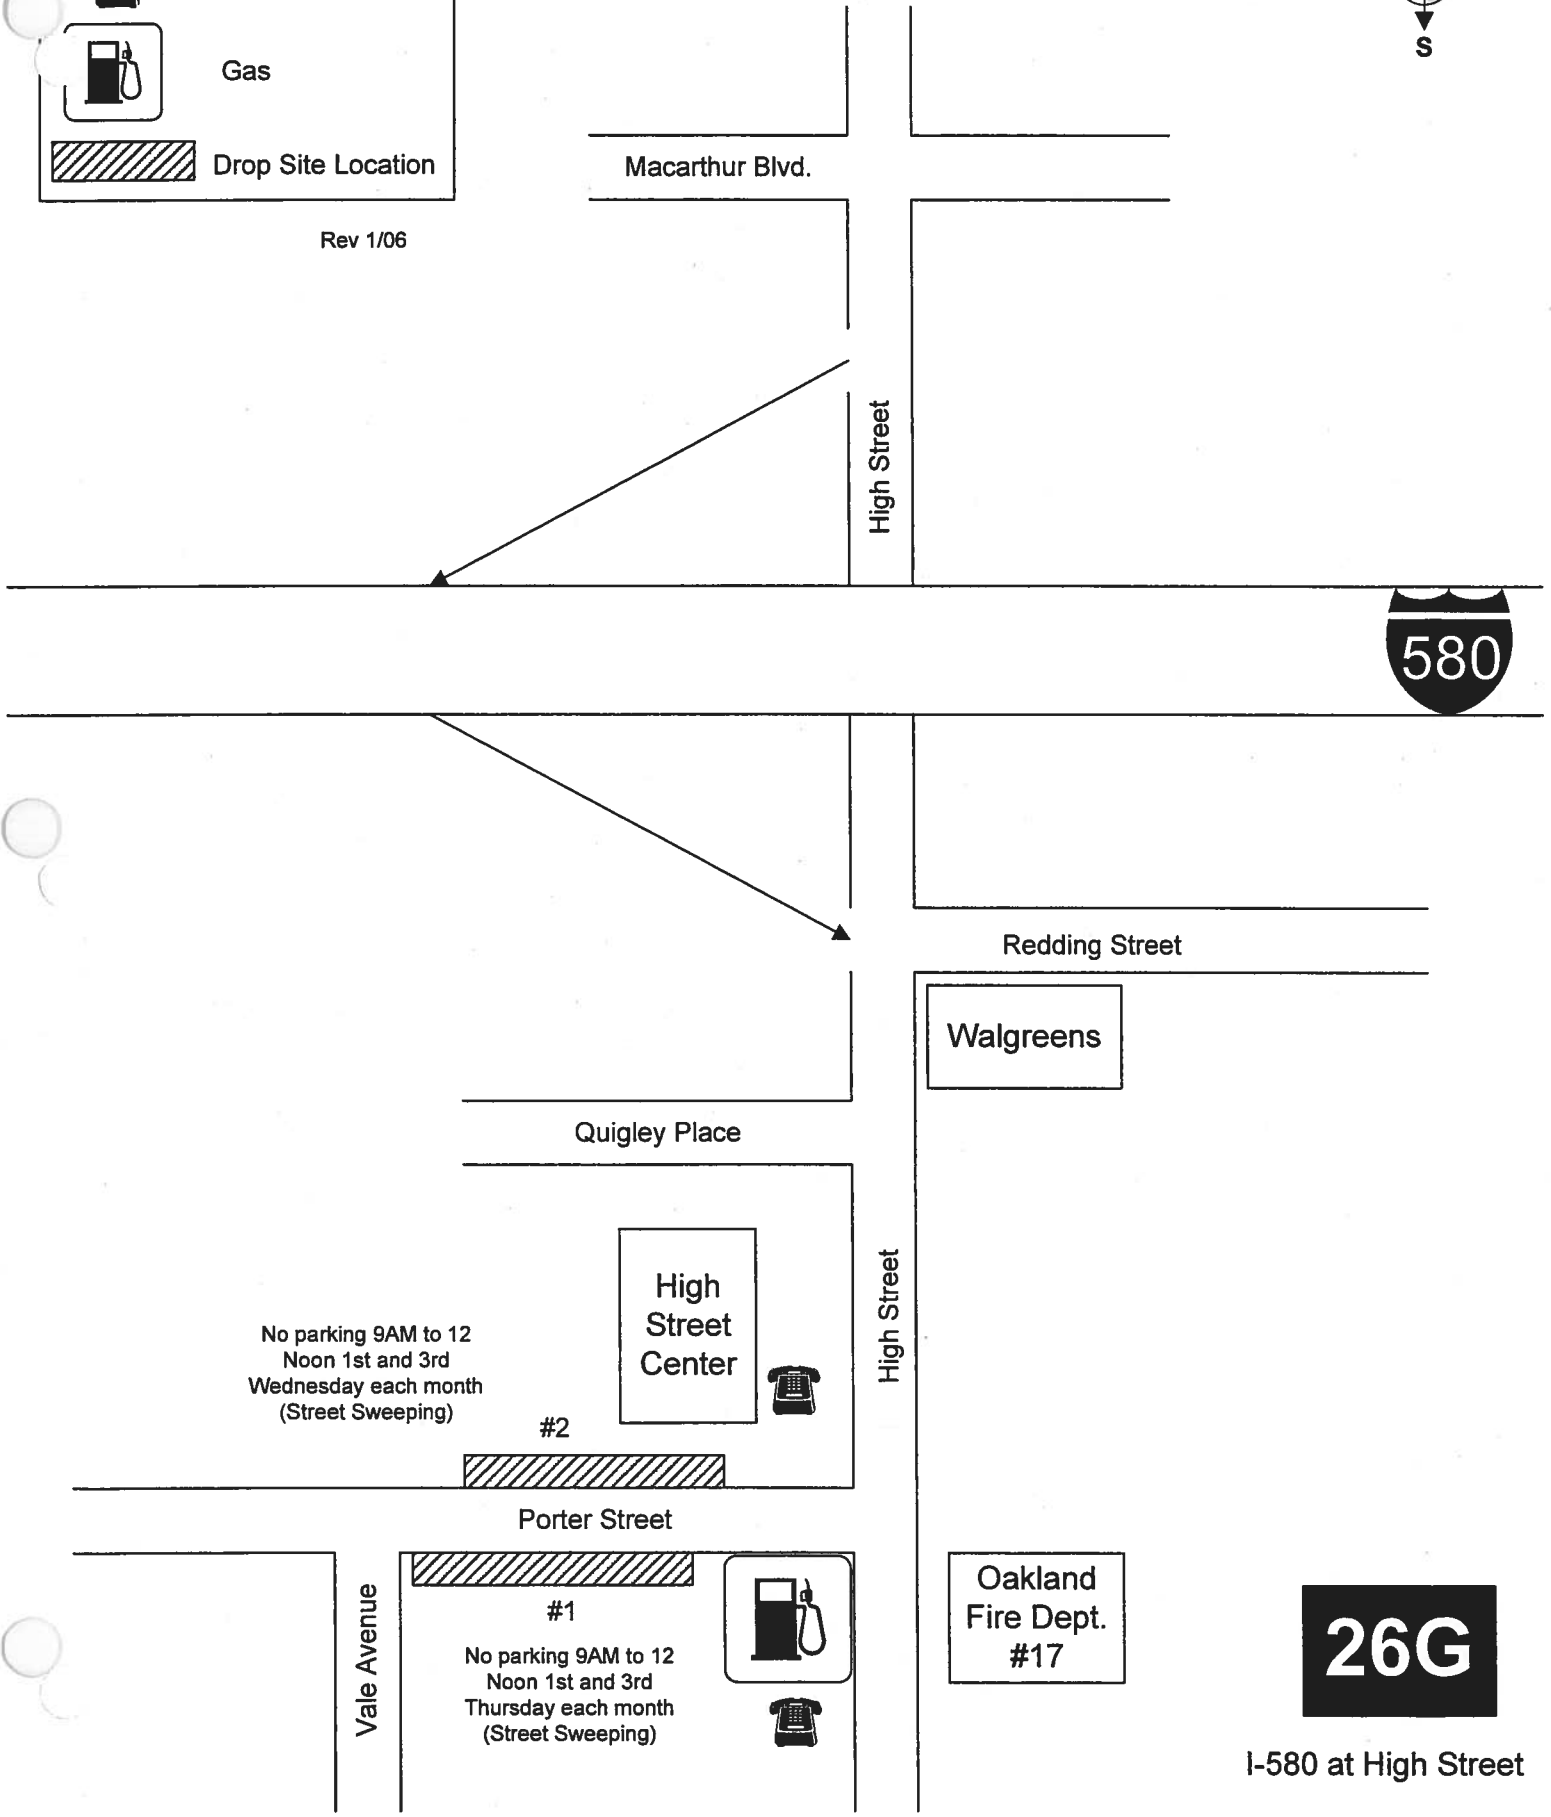 S
Gas
Drop Site Location
Rev 1/06
Macarthur Blvd.
High Street
580
Redding Street
Walgreens
Quigley Place
High
Street
Center
High Street
No parking 9AM to 12
Noon 1st and 3rd
Wednesday each month
(Street Sweeping)
#2
Porter Street
#1
No parking 9AM to 12
Noon 1st and 3rd
Thursday each month
(Street Sweeping)
Vale Avenue
Oakland
Fire Dept.
#17
26G
I-580 at High Street